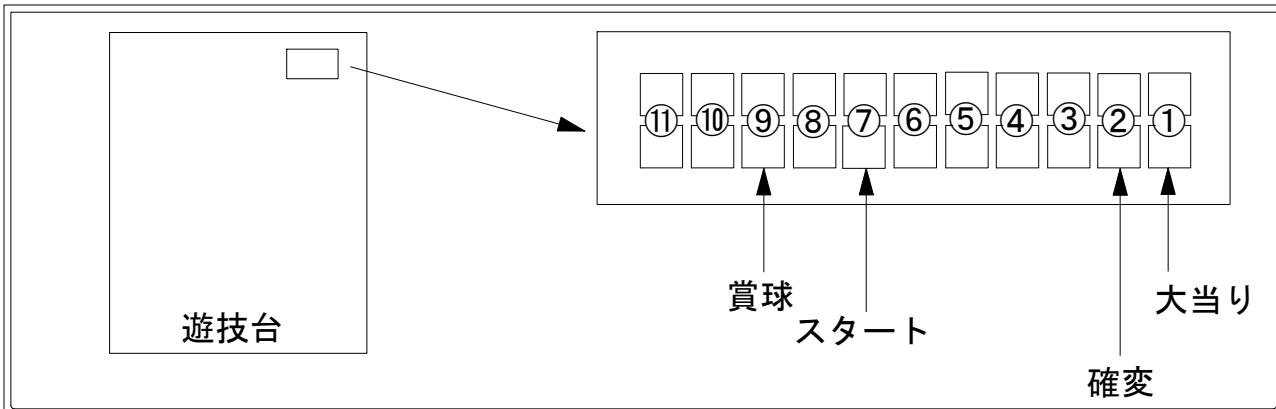 ⑪ ⑩ ⑨ ⑧ ⑦ ⑥ ⑤ ④ ③ ② ①
賞球
大当り
遊技台
スタート
確変